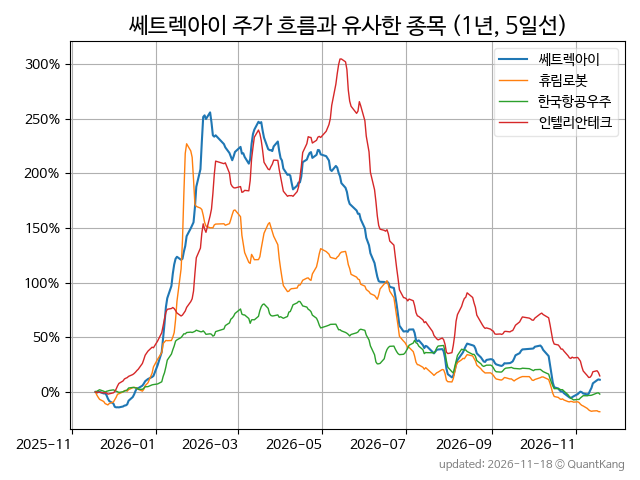 쎄트렉아이 주가 흐름과 유사한 종목 (1년, 5일선)
300%
250%
200%
150%
100%
50%
0%
쎄트렉아이
휴림로봇
한국항공우주
인텔리안테크
2025-11
2026-01
2026-03
2026-05
2026-07
2026-09
2026-11
updated: 2026-11-18 © QuantKang